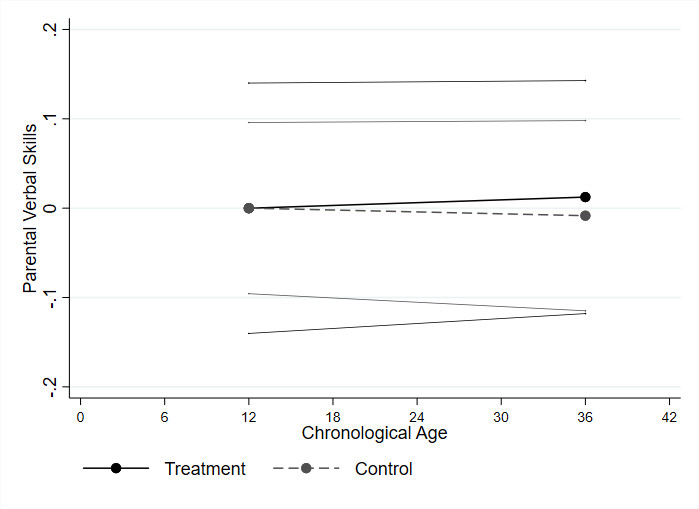 .2
.1
0
-.1
-.2
Parental Verbal Skills
0 6 12 18 24 30 36 42
Chronological Age
Treatment Control